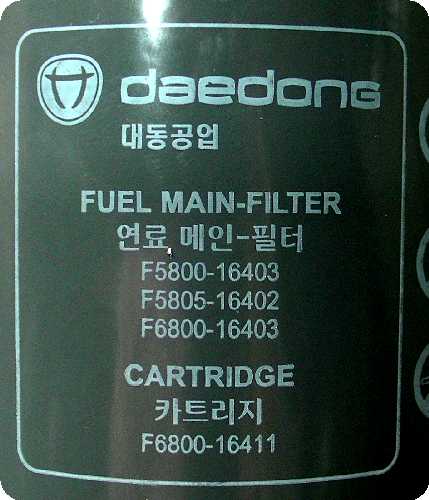 daedong
대동공업
FUEL MAIN-FILTER
연료 메인-필터
F5800-16403
F5805-16402
F6800-16403
CARTRIDGE
카트리지
F6800-16411